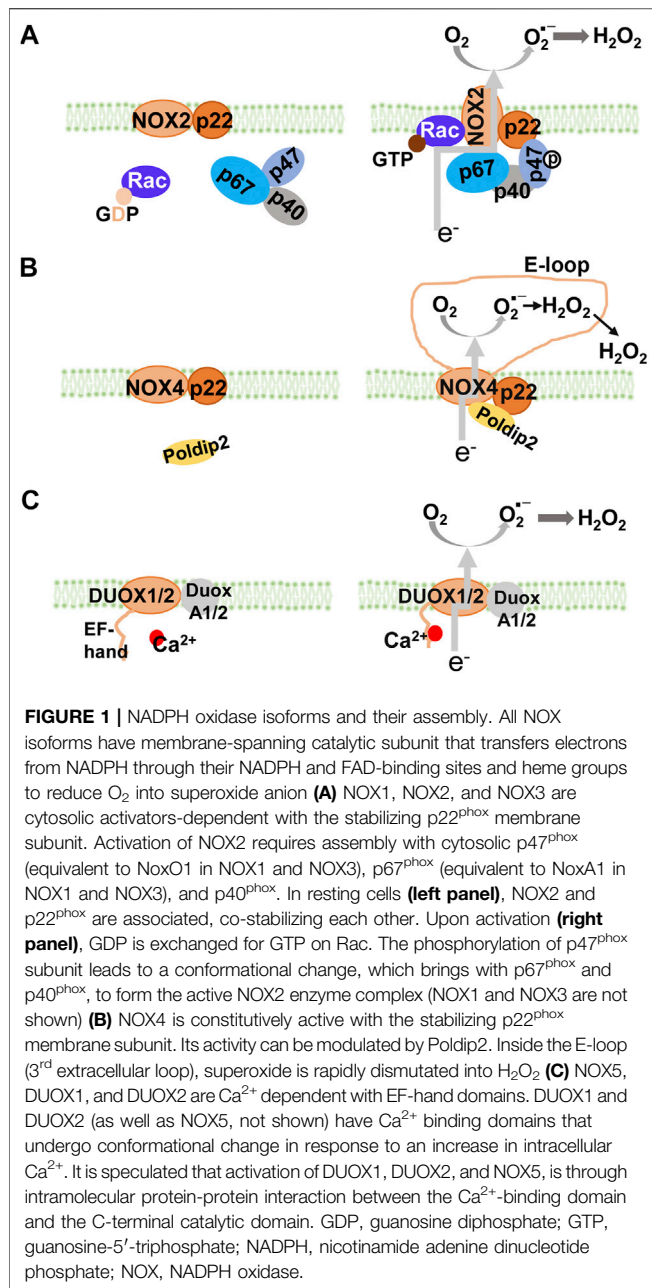 A
O₂ O₂•− H₂O₂
NOX2 p22 Rac NOX2 p22
Rac p67 p47 p40 GTP p67 p40 p47 P
GDP
e-
B
E-loop
O₂ O₂•− H₂O₂
H₂O₂
NOX4 p22 NOX4 p22
Poldip2 Poldip2
e-
C
O₂ O₂•− H₂O₂
DUOX1/2 Duox A1/2 DUOX1/2 Duox A1/2
EF-hand Ca²⁺ Ca²⁺
e-
FIGURE 1 | NADPH oxidase isoforms and their assembly. All NOX
isoforms have membrane-spanning catalytic subunit that transfers electrons
from NADPH through their NADPH and FAD-binding sites and heme groups
to reduce O₂ into superoxide anion (A) NOX1, NOX2, and NOX3 are
cytosolic activators-dependent with the stabilizing p22phox membrane
subunit. Activation of NOX2 requires assembly with cytosolic p47phox
(equivalent to NoxO1 in NOX1 and NOX3), p67phox (equivalent to NoxA1 in
NOX1 and NOX3), and p40phox. In resting cells (left panel), NOX2 and
p22phox are associated, co-stabilizing each other. Upon activation (right
panel), GDP is exchanged for GTP on Rac. The phosphorylation of p47phox
subunit leads to a conformational change, which brings with p67phox and
p40phox, to form the active NOX2 enzyme complex (NOX1 and NOX3 are not
shown) (B) NOX4 is constitutively active with the stabilizing p22phox
membrane subunit. Its activity can be modulated by Poldip2. Inside the E-loop
(3rd extracellular loop), superoxide is rapidly dismutated into H₂O₂ (C) NOX5,
DUOX1, and DUOX2 are Ca²⁺ dependent with EF-hand domains. DUOX1 and
DUOX2 (as well as NOX5, not shown) have Ca²⁺ binding domains that
undergo conformational change in response to an increase in intracellular
Ca²⁺. It is speculated that activation of DUOX1, DUOX2, and NOX5, is through
intramolecular protein-protein interaction between the Ca²⁺-binding domain
and the C-terminal catalytic domain. GDP, guanosine diphosphate; GTP,
guanosine-5′-triphosphate; NADPH, nicotinamide adenine dinucleotide
phosphate; NOX, NADPH oxidase.